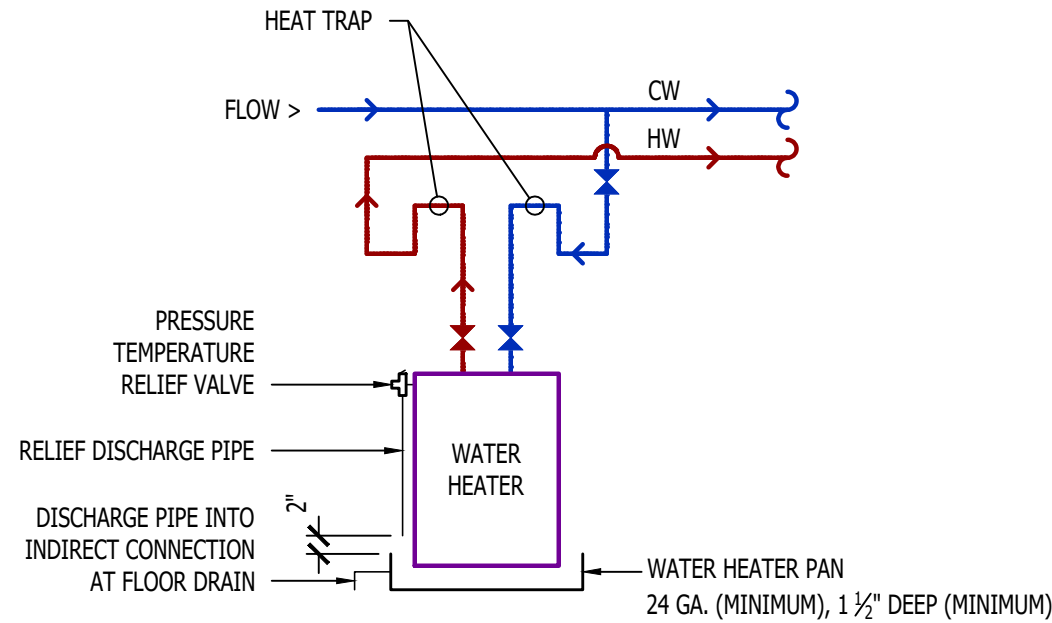 HEAT TRAP
FLOW >
CW
HW
PRESSURE
TEMPERATURE
RELIEF VALVE
RELIEF DISCHARGE PIPE
WATER
HEATER
2"
DISCHARGE PIPE INTO
INDIRECT CONNECTION
AT FLOOR DRAIN
WATER HEATER PAN
24 GA. (MINIMUM), 1 ½" DEEP (MINIMUM)